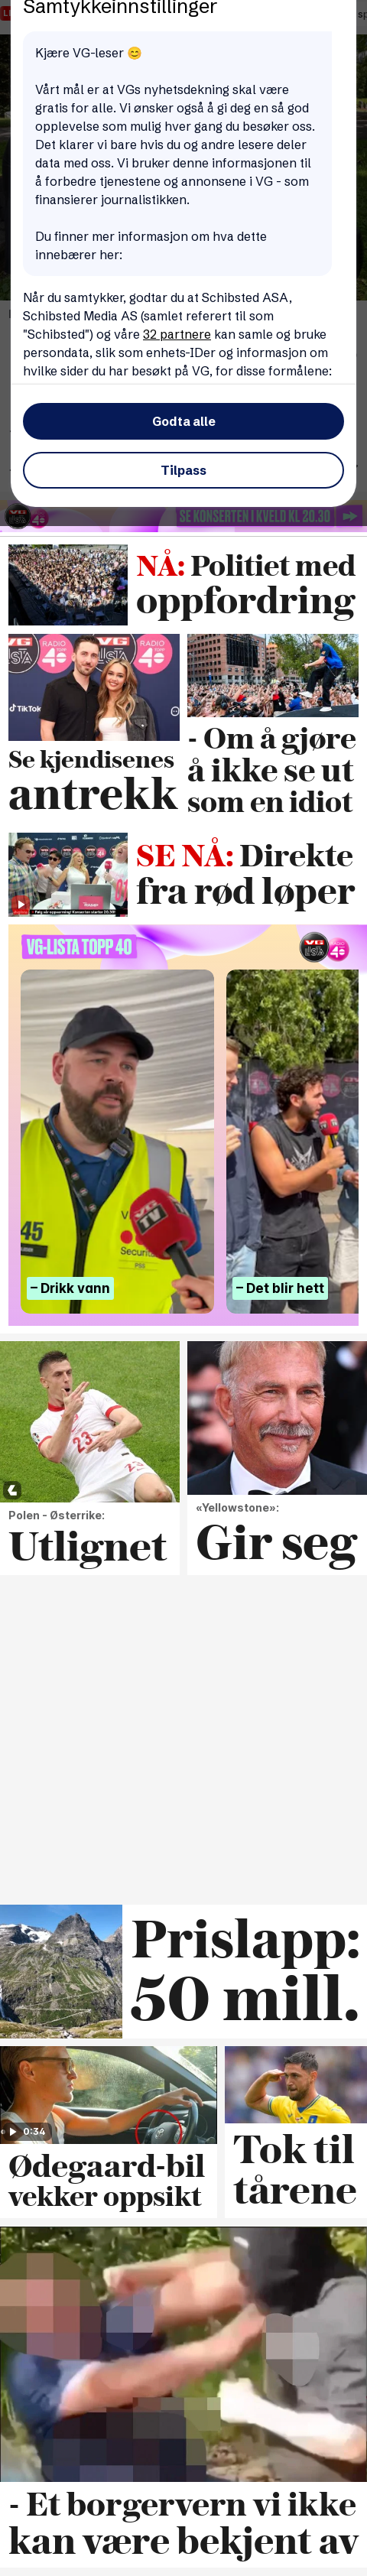 Samtykkeinnstillinger
Kjære VG-leser 😊
Vårt mål er at VGs nyhetsdekning skal være
gratis for alle. Vi ønsker også å gi deg en så god
opplevelse som mulig hver gang du besøker oss.
Det klarer vi bare hvis du og andre lesere deler
data med oss. Vi bruker denne informasjonen til
å forbedre tjenestene og annonsene i VG - som
finansierer journalistikken.
Du finner mer informasjon om hva dette
innebærer her:
Når du samtykker, godtar du at Schibsted ASA,
Schibsted Media AS (samlet referert til som
"Schibsted") og våre 32 partnere kan samle og bruke
persondata, slik som enhets-IDer og informasjon om
hvilke sider du har besøkt på VG, for disse formålene:
Godta alle
Tilpass
SE KONSERTEN I KVELD KL 20.30
NÅ: Politiet med
oppfordring
Se kjendisenes
antrekk
- Om å gjøre
å ikke se ut
som en idiot
SE NÅ: Direkte
fra rød løper
VG-LISTA TOPP 40
– Drikk vann
– Det blir hett
Polen - Østerrike:
Utlignet
«Yellowstone»:
Gir seg
Prislapp:
50 mill.
0:34
Ødegaard-bil
vekker oppsikt
Tok til
tårene
- Et borgervern vi ikke
kan være bekjent av